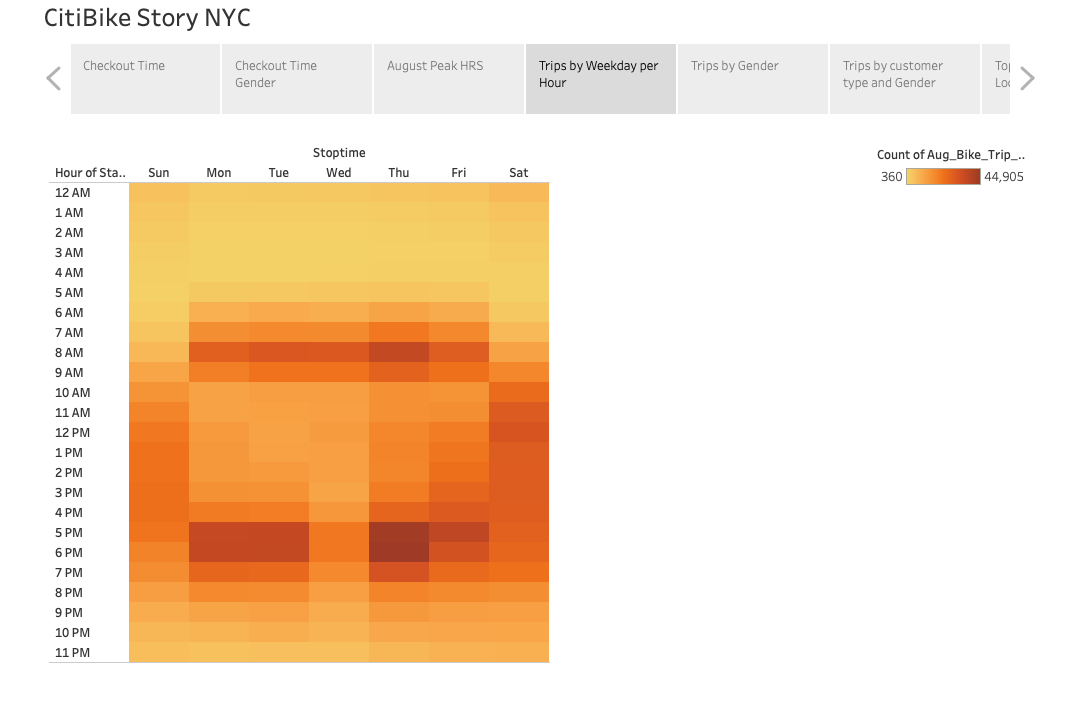 CitiBike Story NYC
Checkout Time
Checkout Time
Gender
August Peak HRS
Trips by Weekday per
Hour
Trips by Gender
Trips by customer
type and Gender
Stoptime
Hour of Sta.. Sun Mon Tue Wed Thu Fri Sat
12 AM
1 AM
2 AM
3 AM
4 AM
5 AM
6 AM
7 AM
8 AM
9 AM
10 AM
11 AM
12 PM
1 PM
2 PM
3 PM
4 PM
5 PM
6 PM
7 PM
8 PM
9 PM
10 PM
11 PM
Count of Aug_Bike_Trip_..
360 44,905